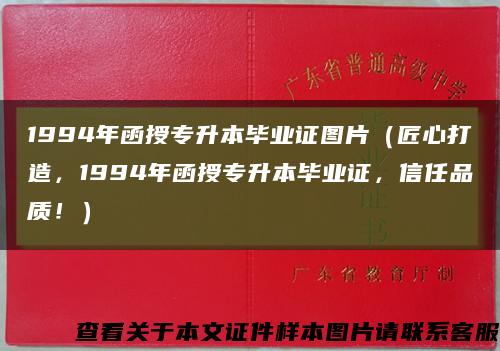 广东省普通高级中学
1994年函授专升本毕业证图片（匠心打
造，1994年函授专升本毕业证，信任品
质！）
书
广东省教育厅制
查看关于本文证件样本图片请联系客服